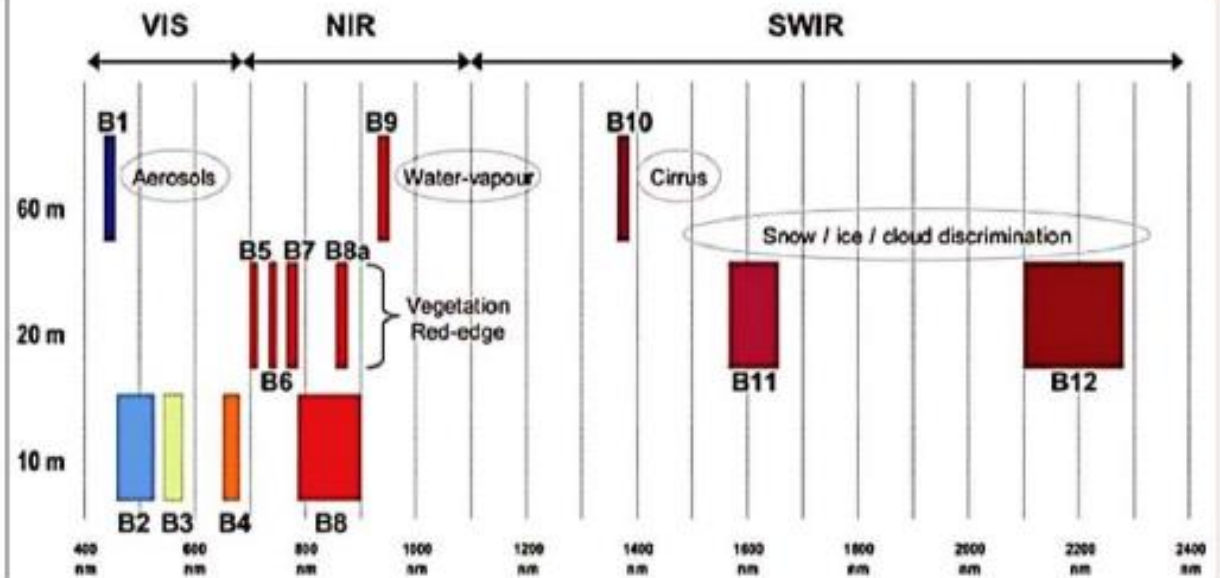 VIS NIR SWIR
B1 B9 B10
Aerosols Water-vapour Cirrus
60 m
Snow / ice / cloud discrimination
B5 B7 B8a
Vegetation
Red-edge
20 m
B6 B11 B12
10 m
B2 B3 B4 B8
400 600 800 1000 1200 1400 1600 1800 2000 2200 2400
nm nm nm nm nm nm nm nm nm nm nm